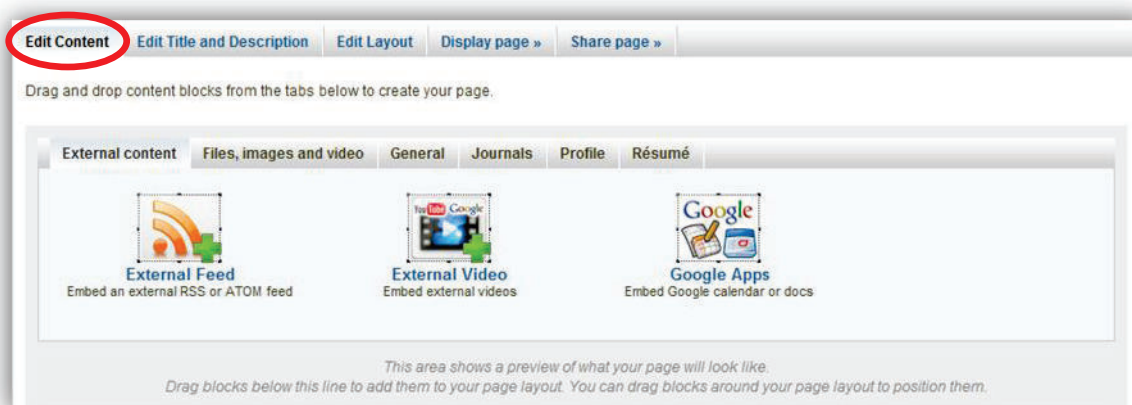 Edit Content Edit Title and Description Edit Layout Display page » Share page »
Drag and drop content blocks from the tabs below to create your page.
External content Files, images and video General Journals Profile Résumé
You Tube Google Google
External Feed External Video Google Apps
Embed an external RSS or ATOM feed Embed external videos Embed Google calendar or docs
This area shows a preview of what your page will look like.
Drag blocks below this line to add them to your page layout. You can drag blocks around your page layout to position them.